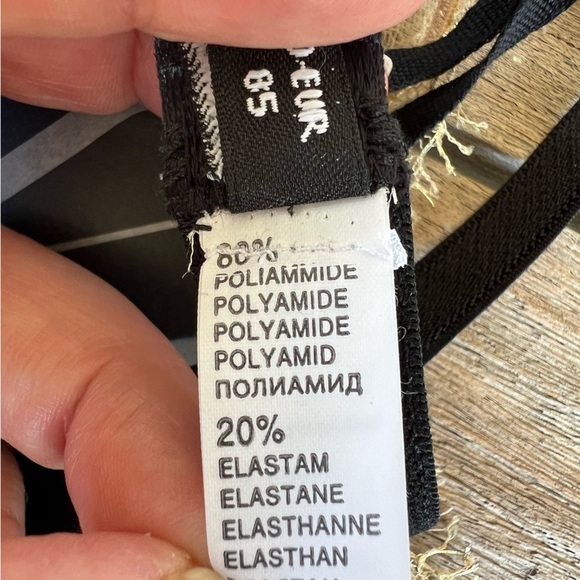 D-EUR.
85
80%
POLIAMMIDE
POLYAMIDE
POLYAMIDE
POLYAMID
ПОЛИАМИД
20%
ELASTAM
ELASTANE
ELASTHANNE
ELASTHAN